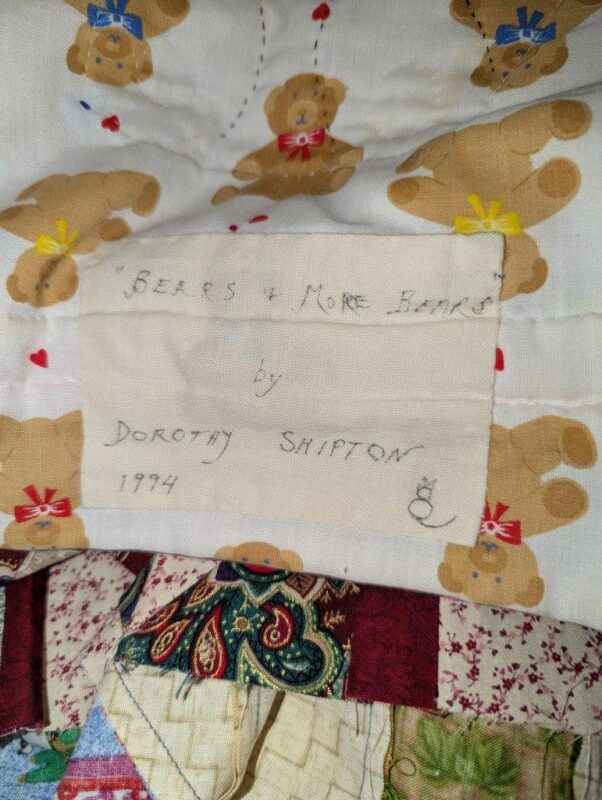 "BEARS & MORE BEARS"
by
DOROTHY SHIPTON
1994